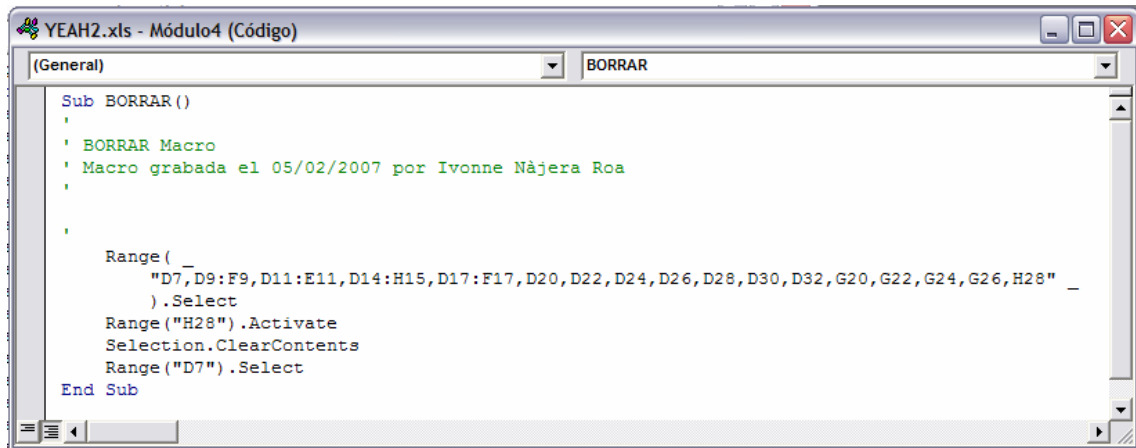 YEAH2.xls - Módulo4 (Código)
(General) BORRAR
Sub BORRAR()
'
' BORRAR Macro
' Macro grabada el 05/02/2007 por Ivonne Nàjera Roa
'
'
Range( _
"D7,D9:F9,D11:E11,D14:H15,D17:F17,D20,D22,D24,D26,D28,D30,D32,G20,G22,G24,G26,H28" _
).Select
Range("H28").Activate
Selection.ClearContents
Range("D7").Select
End Sub